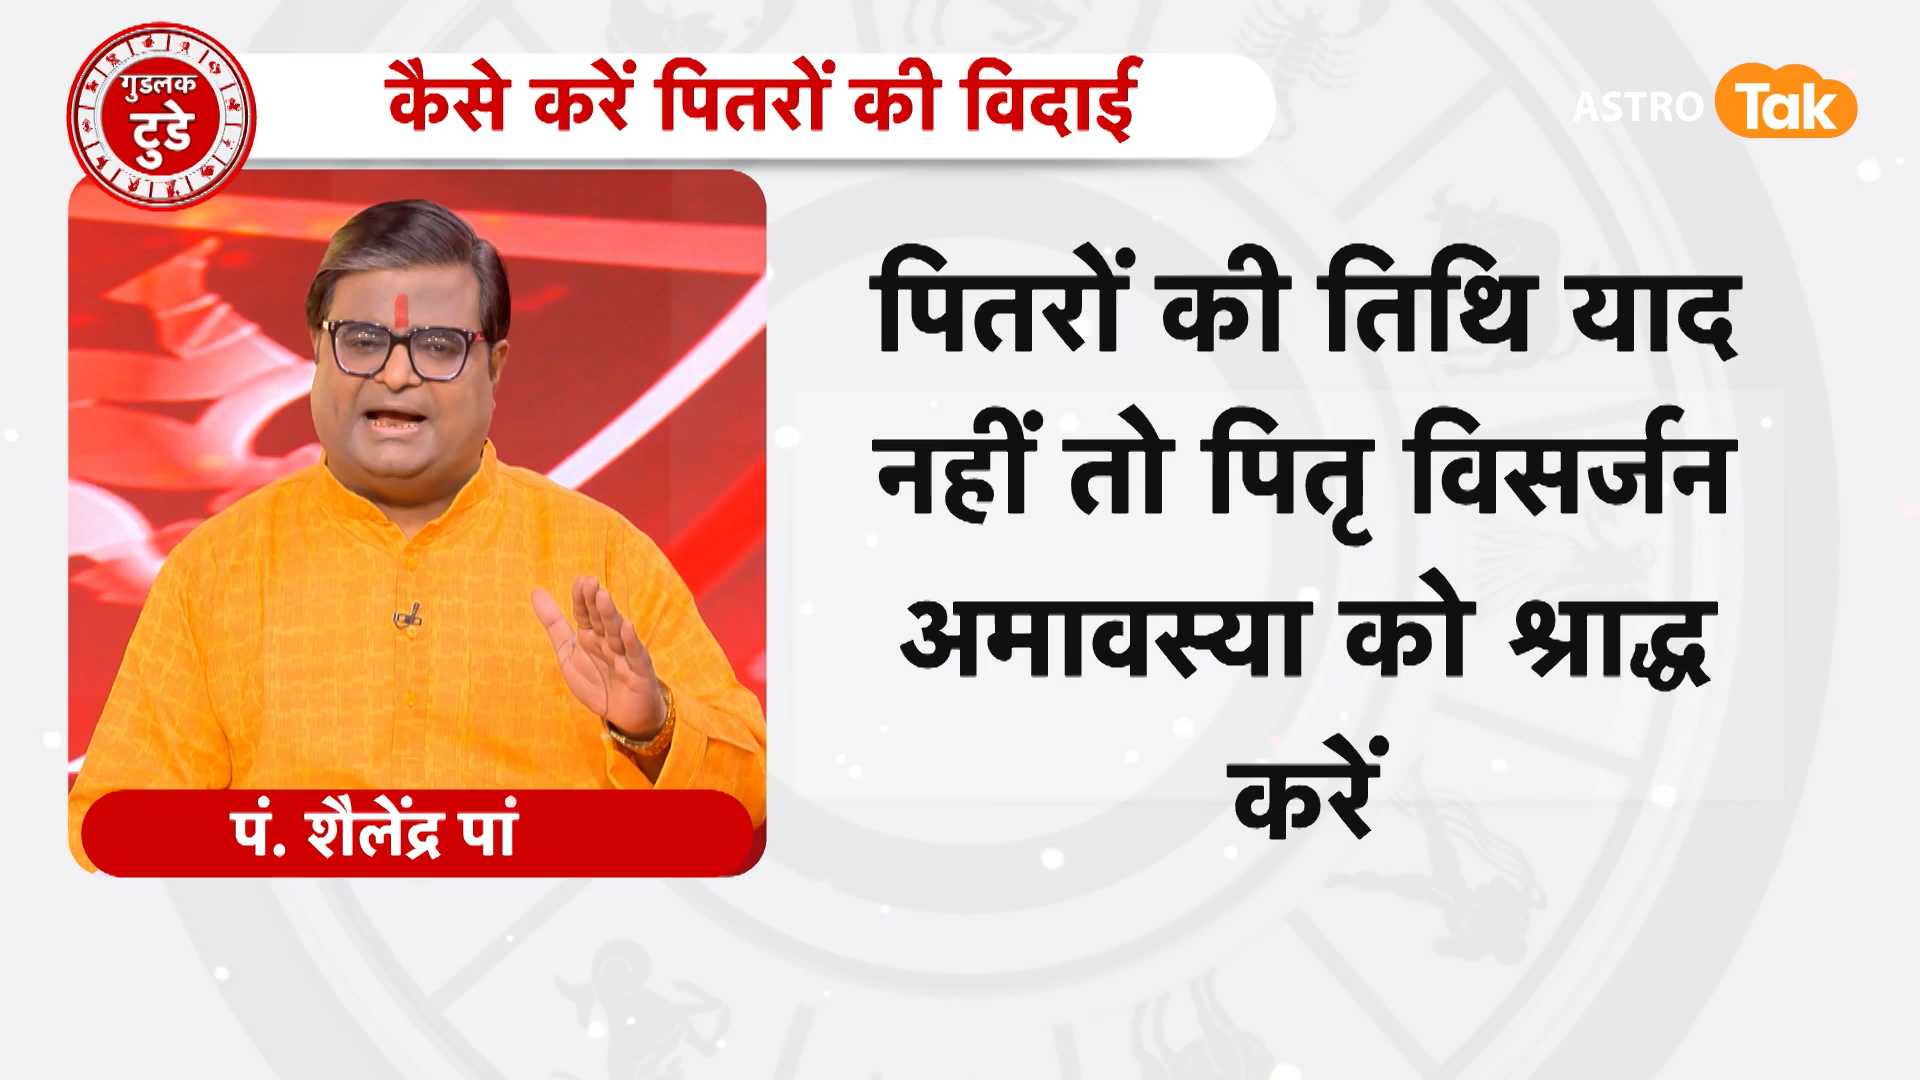 गुडलक
टुडे
कैसे करें पितरों की विदाई
ASTRO Tak
पितरों की तिथि याद
नहीं तो पितृ विसर्जन
अमावस्या को श्राद्ध
करें
पं. शैलेंद्र पां